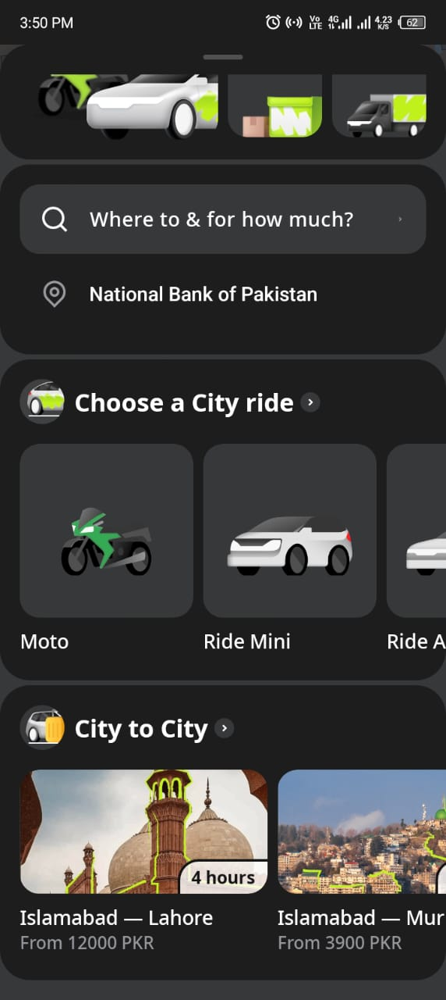 3:50 PM
Vo LTE 4G 4.23 K/S 62
Where to & for how much?
National Bank of Pakistan
Choose a City ride
Moto
Ride Mini
Ride A
City to City
4 hours
Islamabad — Lahore
Islamabad — Mur
From 12000 PKR
From 3900 PKR